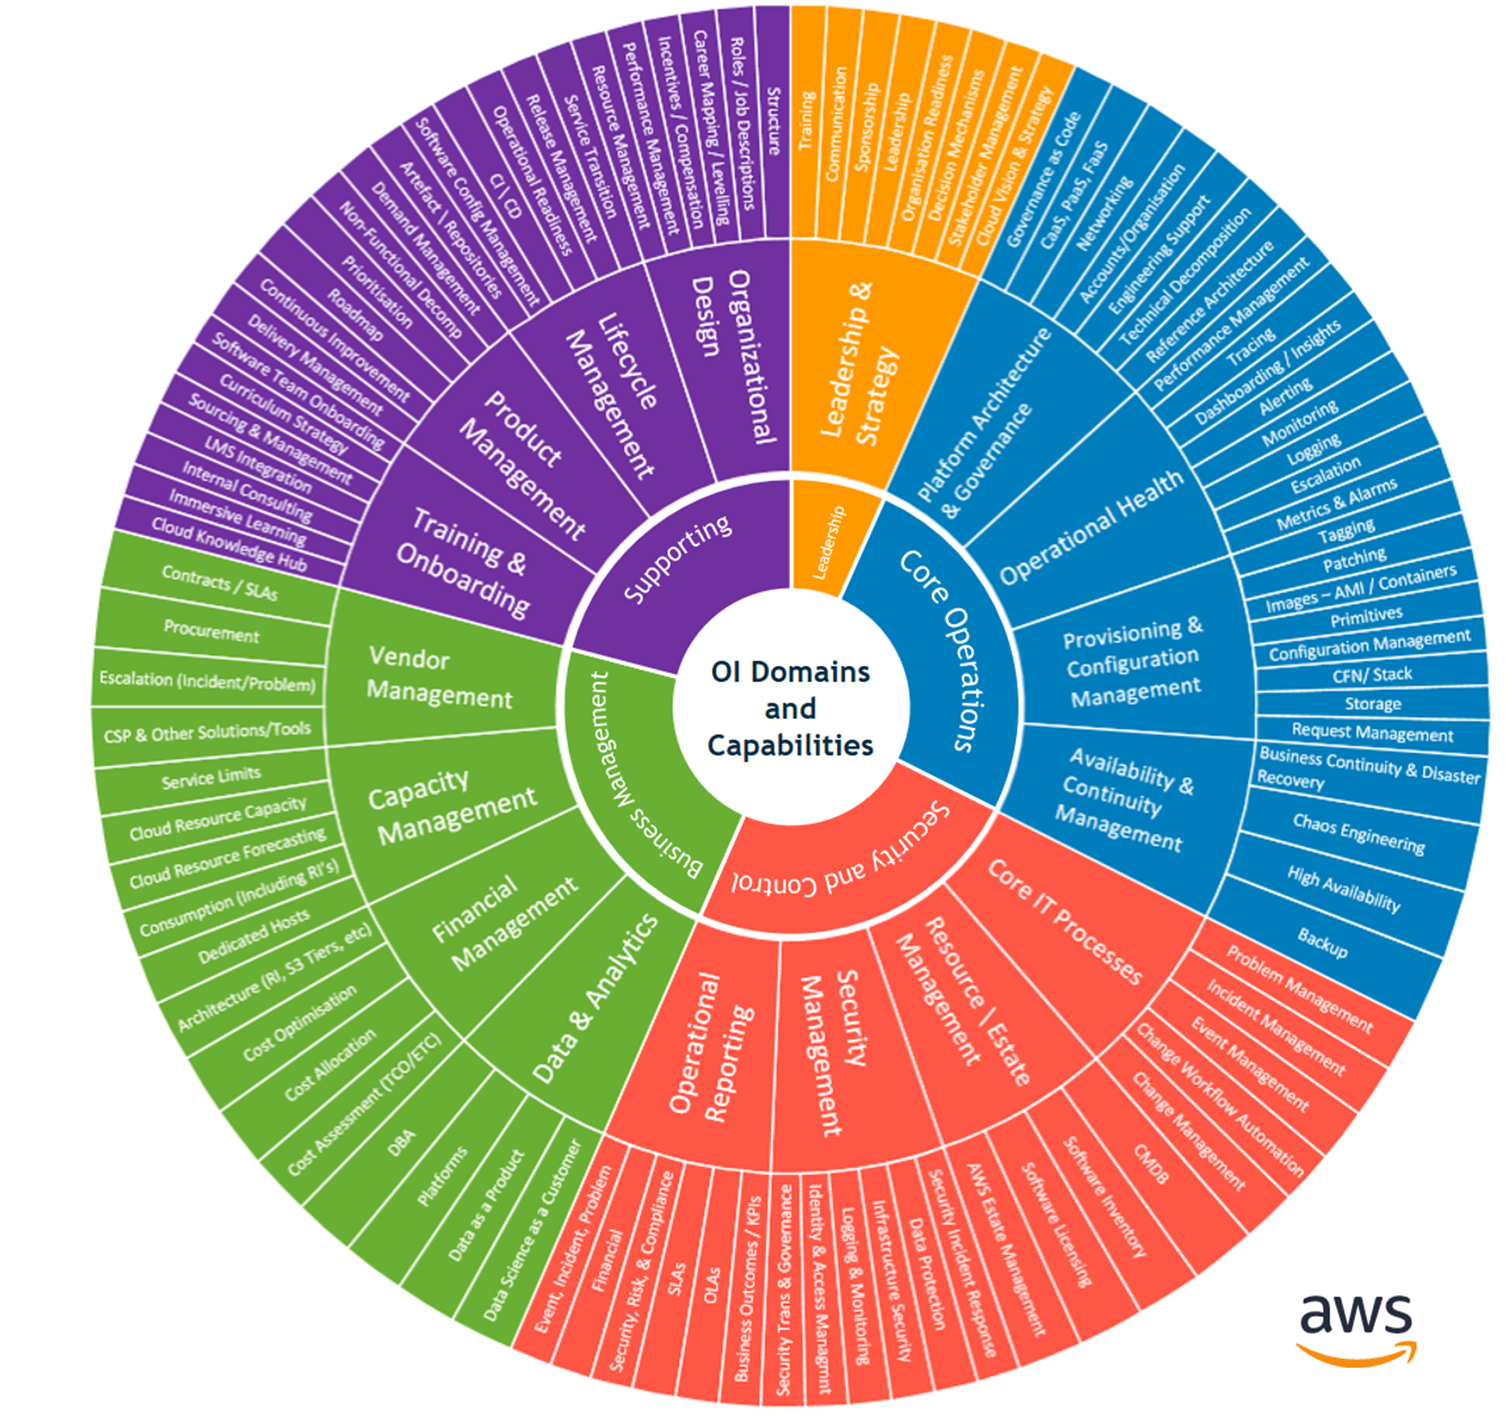 OI Domains
and
Capabilities
Leadership
Core Operations
Security and Control
Business Management
Supporting
Leadership &
Strategy
Training
Communication
Sponsorship
Leadership
Organisation Readiness
Decision Mechanisms
Stakeholder Management
Cloud Vision & Strategy
Platform Architecture
& Governance
Governance as Code
CaaS, PaaS, FaaS
Networking
Accounts/Organisation
Engineering Support
Technical Decomposition
Reference Architecture
Performance Management
Operational Health
Tracing
Dashboarding / Insights
Alerting
Monitoring
Logging
Escalation
Metrics & Alarms
Provisioning &
Configuration
Management
Tagging
Patching
Images – AMI / Containers
Primitives
Configuration Management
CFN/ Stack
Storage
Request Management
Availability &
Continuity
Management
Business Continuity & Disaster
Recovery
Chaos Engineering
High Availability
Backup
Core IT Processes
Problem Management
Incident Management
Event Management
Change Workflow Automation
Change Management
Resource \ Estate
Management
CMDB
Software Inventory
Software Licensing
AWS Estate Management
Security
Management
Security Incident Response
Data Protection
Infrastructure Security
Logging & Monitoring
Identity & Access Managmnt
Security Trans & Governance
Operational
Reporting
Business Outcomes / KPIs
OLAs
SLAs
Security, Risk, & Compliance
Financial
Event, Incident, Problem
Data & Analytics
Data Science as a Customer
Data as a Product
Platforms
DBA
Financial
Management
Cost Assessment (TCO/ETC)
Cost Allocation
Cost Optimisation
Architecture (RI, S3 Tiers, etc)
Capacity
Management
Dedicated Hosts
Consumption (Including RI's)
Cloud Resource Forecasting
Cloud Resource Capacity
Service Limits
Vendor
Management
CSP & Other Solutions/Tools
Escalation (Incident/Problem)
Procurement
Contracts / SLAs
Training &
Onboarding
Cloud Knowledge Hub
Immersive Learning
Internal Consulting
LMS Integration
Sourcing & Management
Curriculum Strategy
Software Team Onboarding
Product
Management
Delivery Management
Continuous Improvement
Roadmap
Prioritisation
Non-Functional Decomp
Demand Management
Lifecycle
Management
Artefact \ Repositories
Software Config Management
CI \ CD
Operational Readiness
Release Management
Service Transition
Organizational
Design
Resource Management
Performance Management
Incentives / Compensation
Career Mapping / Levelling
Roles / Job Descriptions
Structure
aws